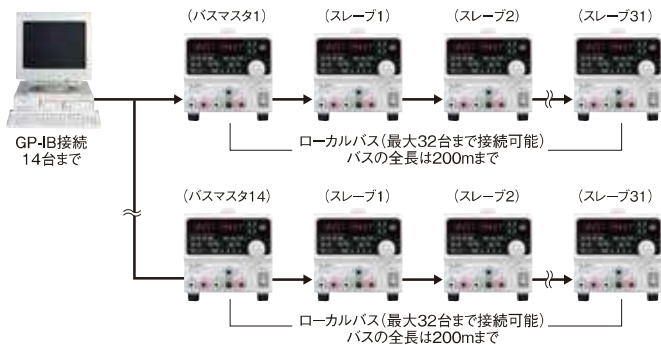 (バスマスタ1)
(スレーブ1)
(スレーブ2)
(スレーブ31)
GP-IB接続
14台まで
ローカルバス(最大32台まで接続可能)
バスの全長は200mまで
(バスマスタ14)
(スレーブ1)
(スレーブ2)
(スレーブ31)
ローカルバス(最大32台まで接続可能)
バスの全長は200mまで